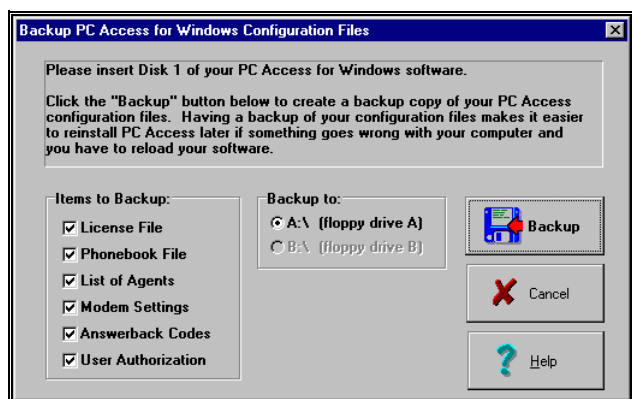 Backup PC Access for Windows Configuration Files
Please insert Disk 1 of your PC Access for Windows software.
Click the "Backup" button below to create a backup copy of your PC Access
configuration files. Having a backup of your configuration files makes it easier
to reinstall PC Access later if something goes wrong with your computer and
you have to reload your software.
Items to Backup:
License File
Phonebook File
List of Agents
Modem Settings
Answerback Codes
User Authorization
Backup to:
A:\ (floppy drive A)
B:\ (floppy drive B)
Backup
Cancel
Help